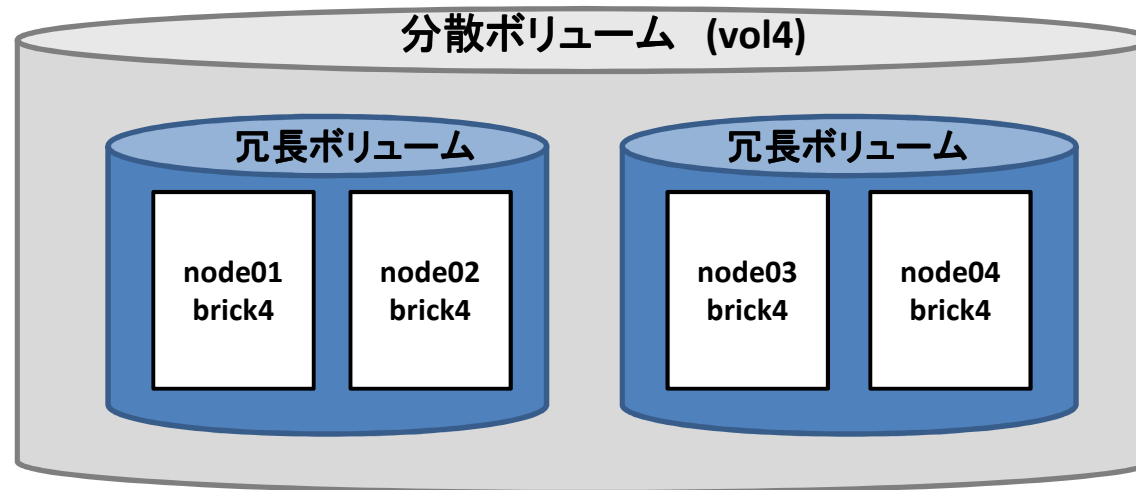 分散ボリューム (vol4)
冗長ボリューム
node01
brick4
node02
brick4
冗長ボリューム
node03
brick4
node04
brick4